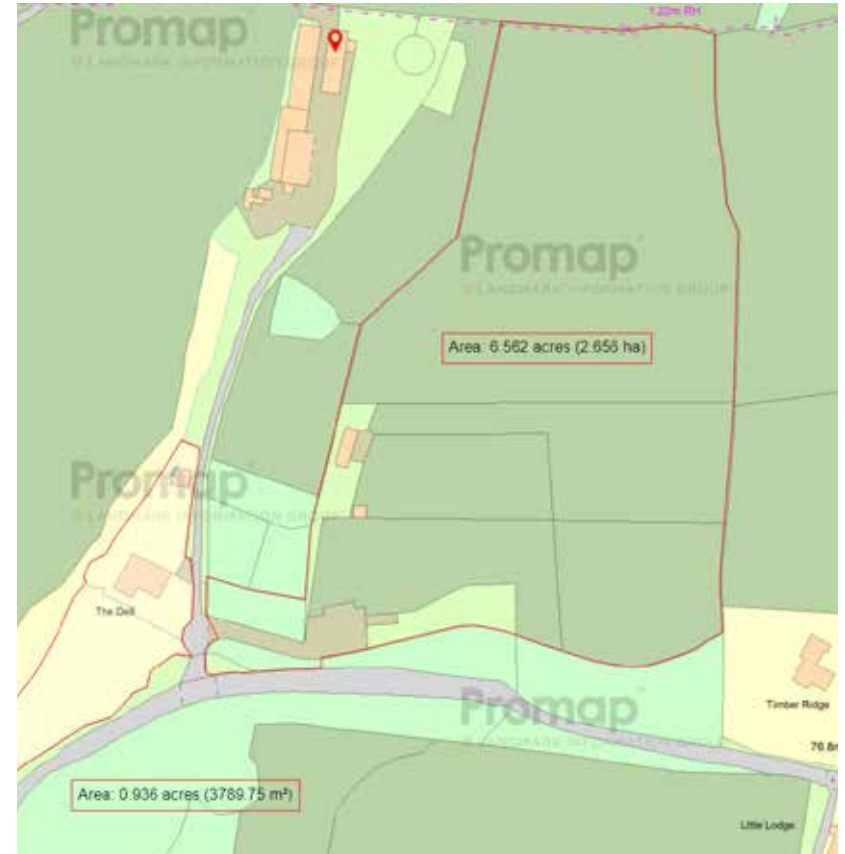 1.22m RH
Promap
© LANDMARK INFORMATION GROUP
Promap
© LANDMARK INFORMATION GROUP
Area: 6.562 acres (2.656 ha)
Promap
© LANDMARK INFORMATION GROUP
The Dell
Promap
© LANDMARK INFORMATION GROUP
Timber Ridge
76.8m
Area: 0.936 acres (3789.75 m²)
Little Lodge